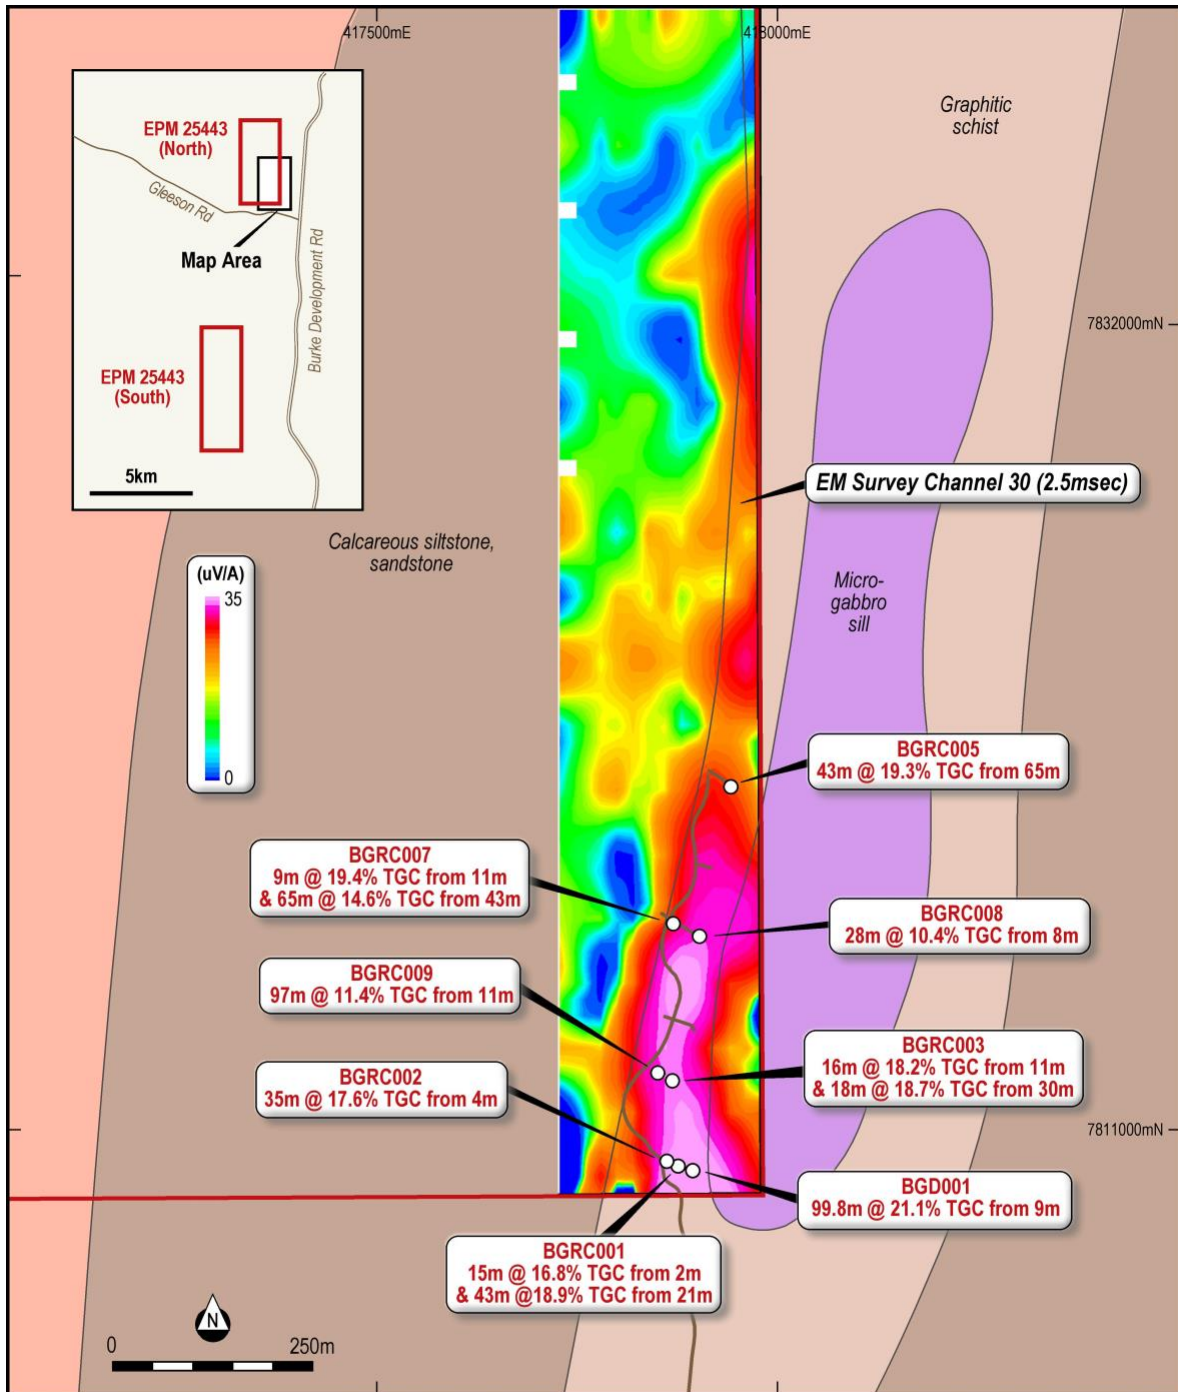 417500mE
418000mE
Graphitic
schist
EPM 25443
(North)
Gleeson Rd
Map Area
Burke Development Rd
EPM 25443
(South)
5km
7832000mN
EM Survey Channel 30 (2.5msec)
Calcareous siltstone,
sandstone
(uV/A)
35
0
Micro-
gabbro
sill
BGRC005
43m @ 19.3% TGC from 65m
BGRC007
9m @ 19.4% TGC from 11m
& 65m @ 14.6% TGC from 43m
BGRC008
28m @ 10.4% TGC from 8m
BGRC009
97m @ 11.4% TGC from 11m
BGRC003
16m @ 18.2% TGC from 11m
& 18m @ 18.7% TGC from 30m
BGRC002
35m @ 17.6% TGC from 4m
7811000mN
BGD001
99.8m @ 21.1% TGC from 9m
BGRC001
15m @ 16.8% TGC from 2m
& 43m @18.9% TGC from 21m
N
0
250m